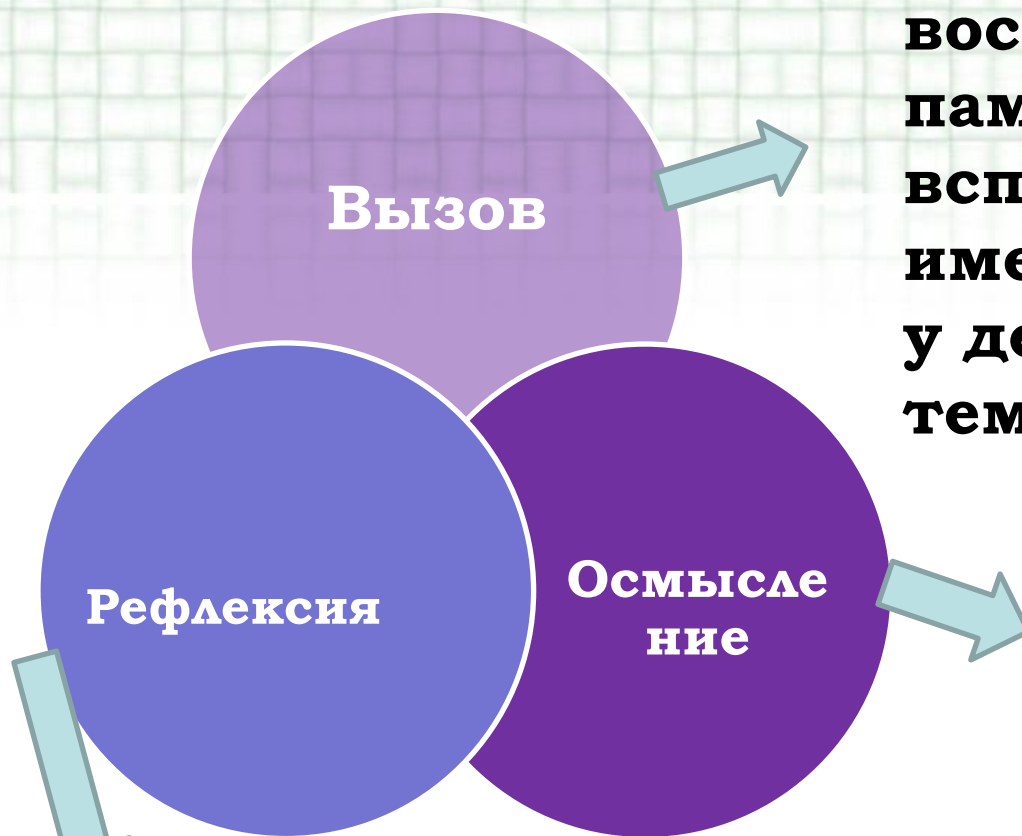 Вызов
вос
пам
всп
име
у де
тем
Рефлексия
Осмысле
ние